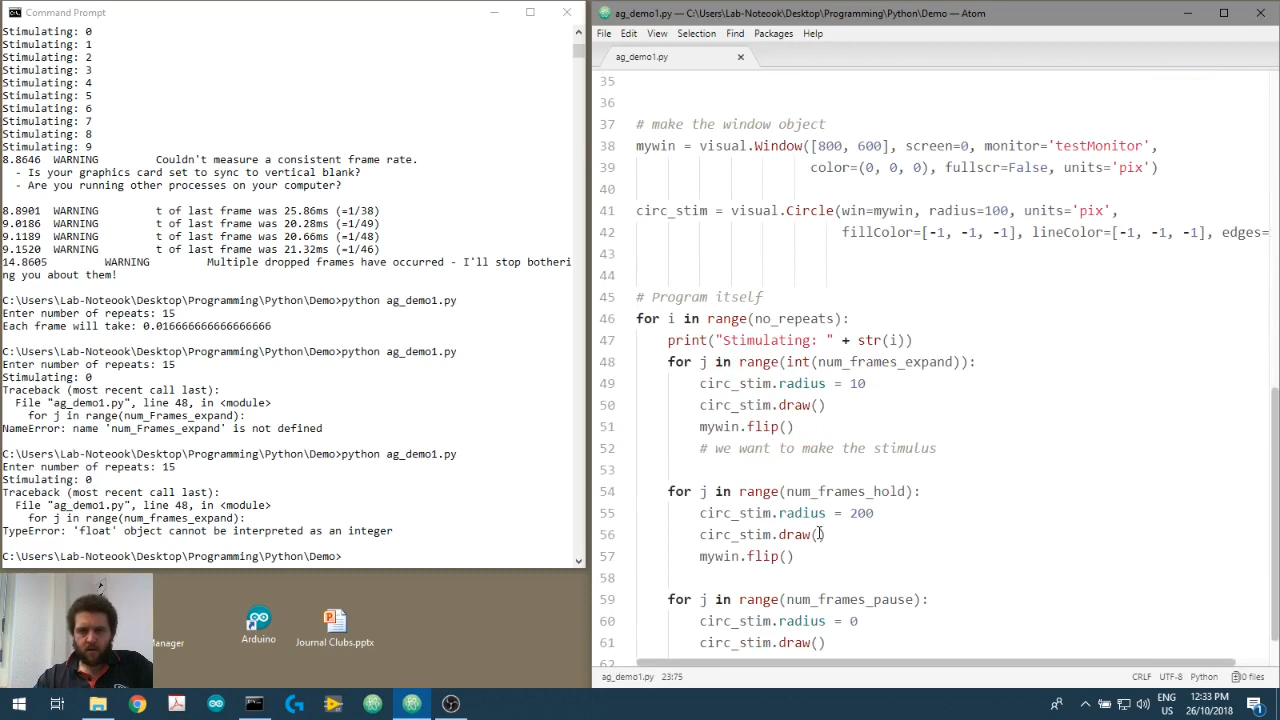 Command Prompt
Stimulating: 0
Stimulating: 1
Stimulating: 2
Stimulating: 3
Stimulating: 4
Stimulating: 5
Stimulating: 6
Stimulating: 7
Stimulating: 8
Stimulating: 9
8.8646 WARNING Couldn't measure a consistent frame rate.
- Is your graphics card set to sync to vertical blank?
- Are you running other processes on your computer?
8.8901 WARNING t of last frame was 25.86ms (=1/38)
9.0186 WARNING t of last frame was 20.28ms (=1/49)
9.1189 WARNING t of last frame was 20.66ms (=1/48)
9.1520 WARNING t of last frame was 21.32ms (=1/46)
14.8605 WARNING Multiple dropped frames have occurred - I'll stop botheri
ng you about them!
C:\Users\Lab-Noteook\Desktop\Programming\Python\Demo>python ag_demo1.py
Enter number of repeats: 15
Each frame will take: 0.016666666666666666
C:\Users\Lab-Noteook\Desktop\Programming\Python\Demo>python ag_demo1.py
Enter number of repeats: 15
Stimulating: 0
Traceback (most recent call last):
File "ag_demo1.py", line 48, in <module>
for j in range(num_Frames_expand):
NameError: name 'num_Frames_expand' is not defined
C:\Users\Lab-Noteook\Desktop\Programming\Python\Demo>python ag_demo1.py
Enter number of repeats: 15
Stimulating: 0
Traceback (most recent call last):
File "ag_demo1.py", line 48, in <module>
for j in range(num_frames_expand):
TypeError: 'float' object cannot be interpreted as an integer
C:\Users\Lab-Noteook\Desktop\Programming\Python\Demo>
Manager
Arduino
Journal Clubs.pptx
ag_demo1.py — C:\Users\Lab-Noteook\Desktop\Programming\Python\Demo — Atom
File Edit View Selection Find Packages Help
ag_demo1.py
35
36
37 # make the window object
38 mywin = visual.Window([800, 600], screen=0, monitor='testMonitor',
39 color=(0, 0, 0), fullscr=False, units='pix')
40
41 circ_stim = visual.Circle(win=mywin, radius=100, units='pix',
42 fillColor=[-1, -1, -1], lineColor=[-1, -1, -1], edges=
43
44
45 # Program itself
46 for i in range(no_repeats):
47 print("Stimulating: " + str(i))
48 for j in range(int(num_frames_expand)):
49 circ_stim.radius = 10
50 circ_stim.draw()
51 mywin.flip()
52 # we want to make the stimulus
53
54 for j in range(num_frames_hold):
55 circ_stim.radius = 200
56 circ_stim.draw()
57 mywin.flip()
58
59 for j in range(num_frames_pause):
60 circ_stim.radius = 0
61 circ_stim.draw()
62
ag_demo1.py 23:75
CRLF UTF-8 Python 0 files
ENG
US
12:33 PM
26/10/2018